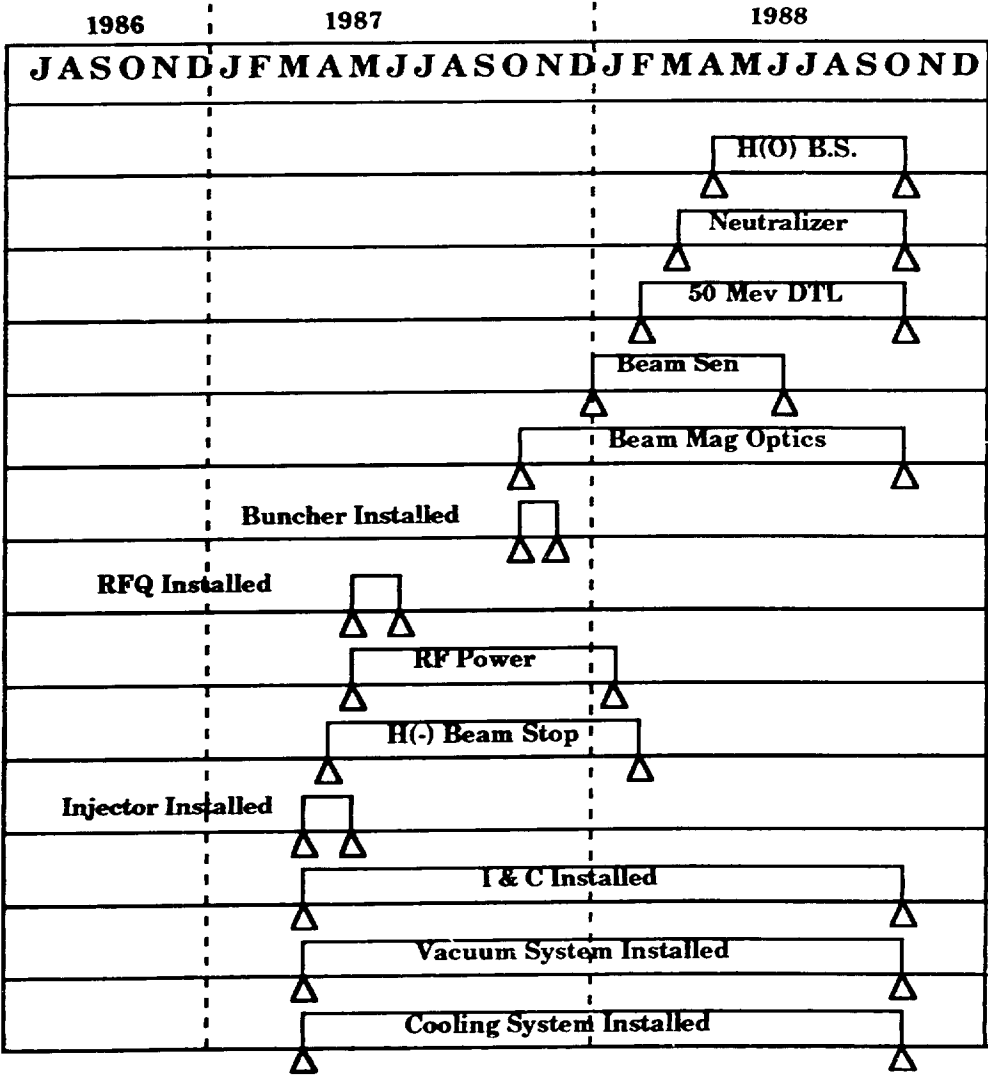 1986 1987 1988
J A S O N D J F M A M J J A S O N D J F M A M J J A S O N D
H(O) B.S.
Neutralizer
50 Mev DTL
Beam Sen
Beam Mag Optics
Buncher Installed
RFQ Installed
RF Power
H(-) Beam Stop
Injector Installed
I & C Installed
Vacuum System Installed
Cooling System Installed